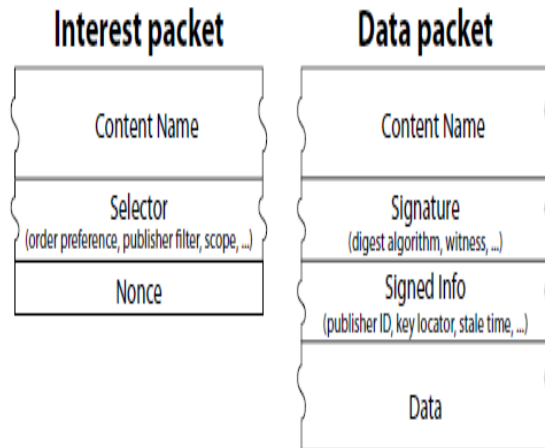 Interest packet
Content Name
Selector
(order preference, publisher filter, scope, ...)
Nonce
Data packet
Content Name
Signature
(digest algorithm, witness, ...)
Signed Info
(publisher ID, key locator, stale time, ...)
Data